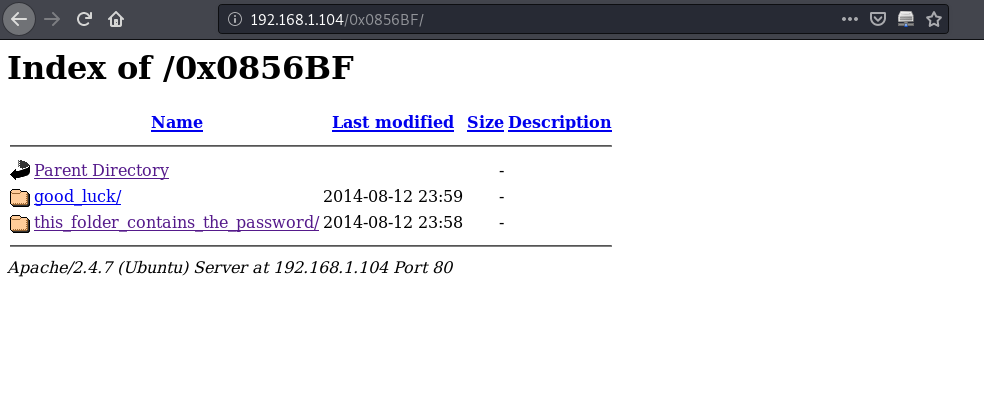 192.168.1.104/0x0856BF/
Index of /0x0856BF
Name Last modified Size Description
Parent Directory -
good_luck/ 2014-08-12 23:59 -
this_folder_contains_the_password/ 2014-08-12 23:58 -
Apache/2.4.7 (Ubuntu) Server at 192.168.1.104 Port 80